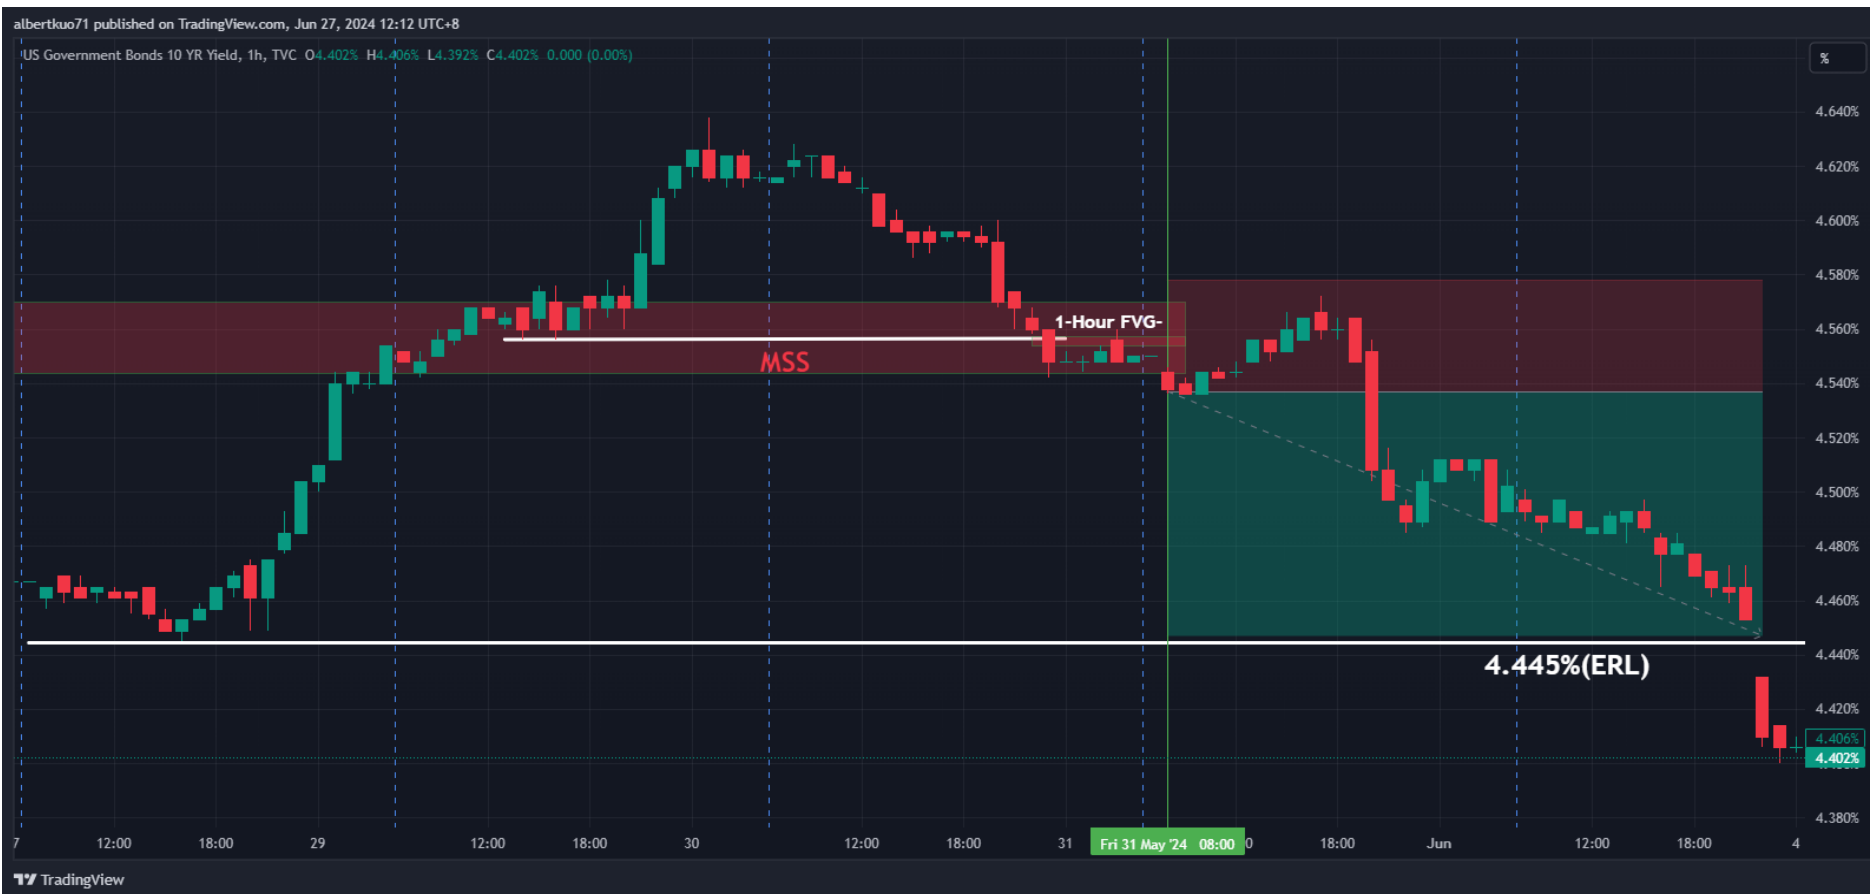 albertkuo71 published on TradingView.com, Jun 27, 2024 12:12 UTC+8
US Government Bonds 10 YR Yield, 1h, TVC O4.402% H4.406% L4.392% C4.402% 0.000 (0.00%)
%
4.640%
4.620%
4.600%
4.580%
4.560%
4.540%
4.520%
4.500%
4.480%
4.460%
4.440%
4.420%
4.406%
4.402%
4.380%
1-Hour FVG-
MSS
4.445%(ERL)
7 12:00 18:00 29 12:00 18:00 30 12:00 18:00 31 Fri 31 May '24 08:00 0 18:00 Jun 12:00 18:00 4
TradingView